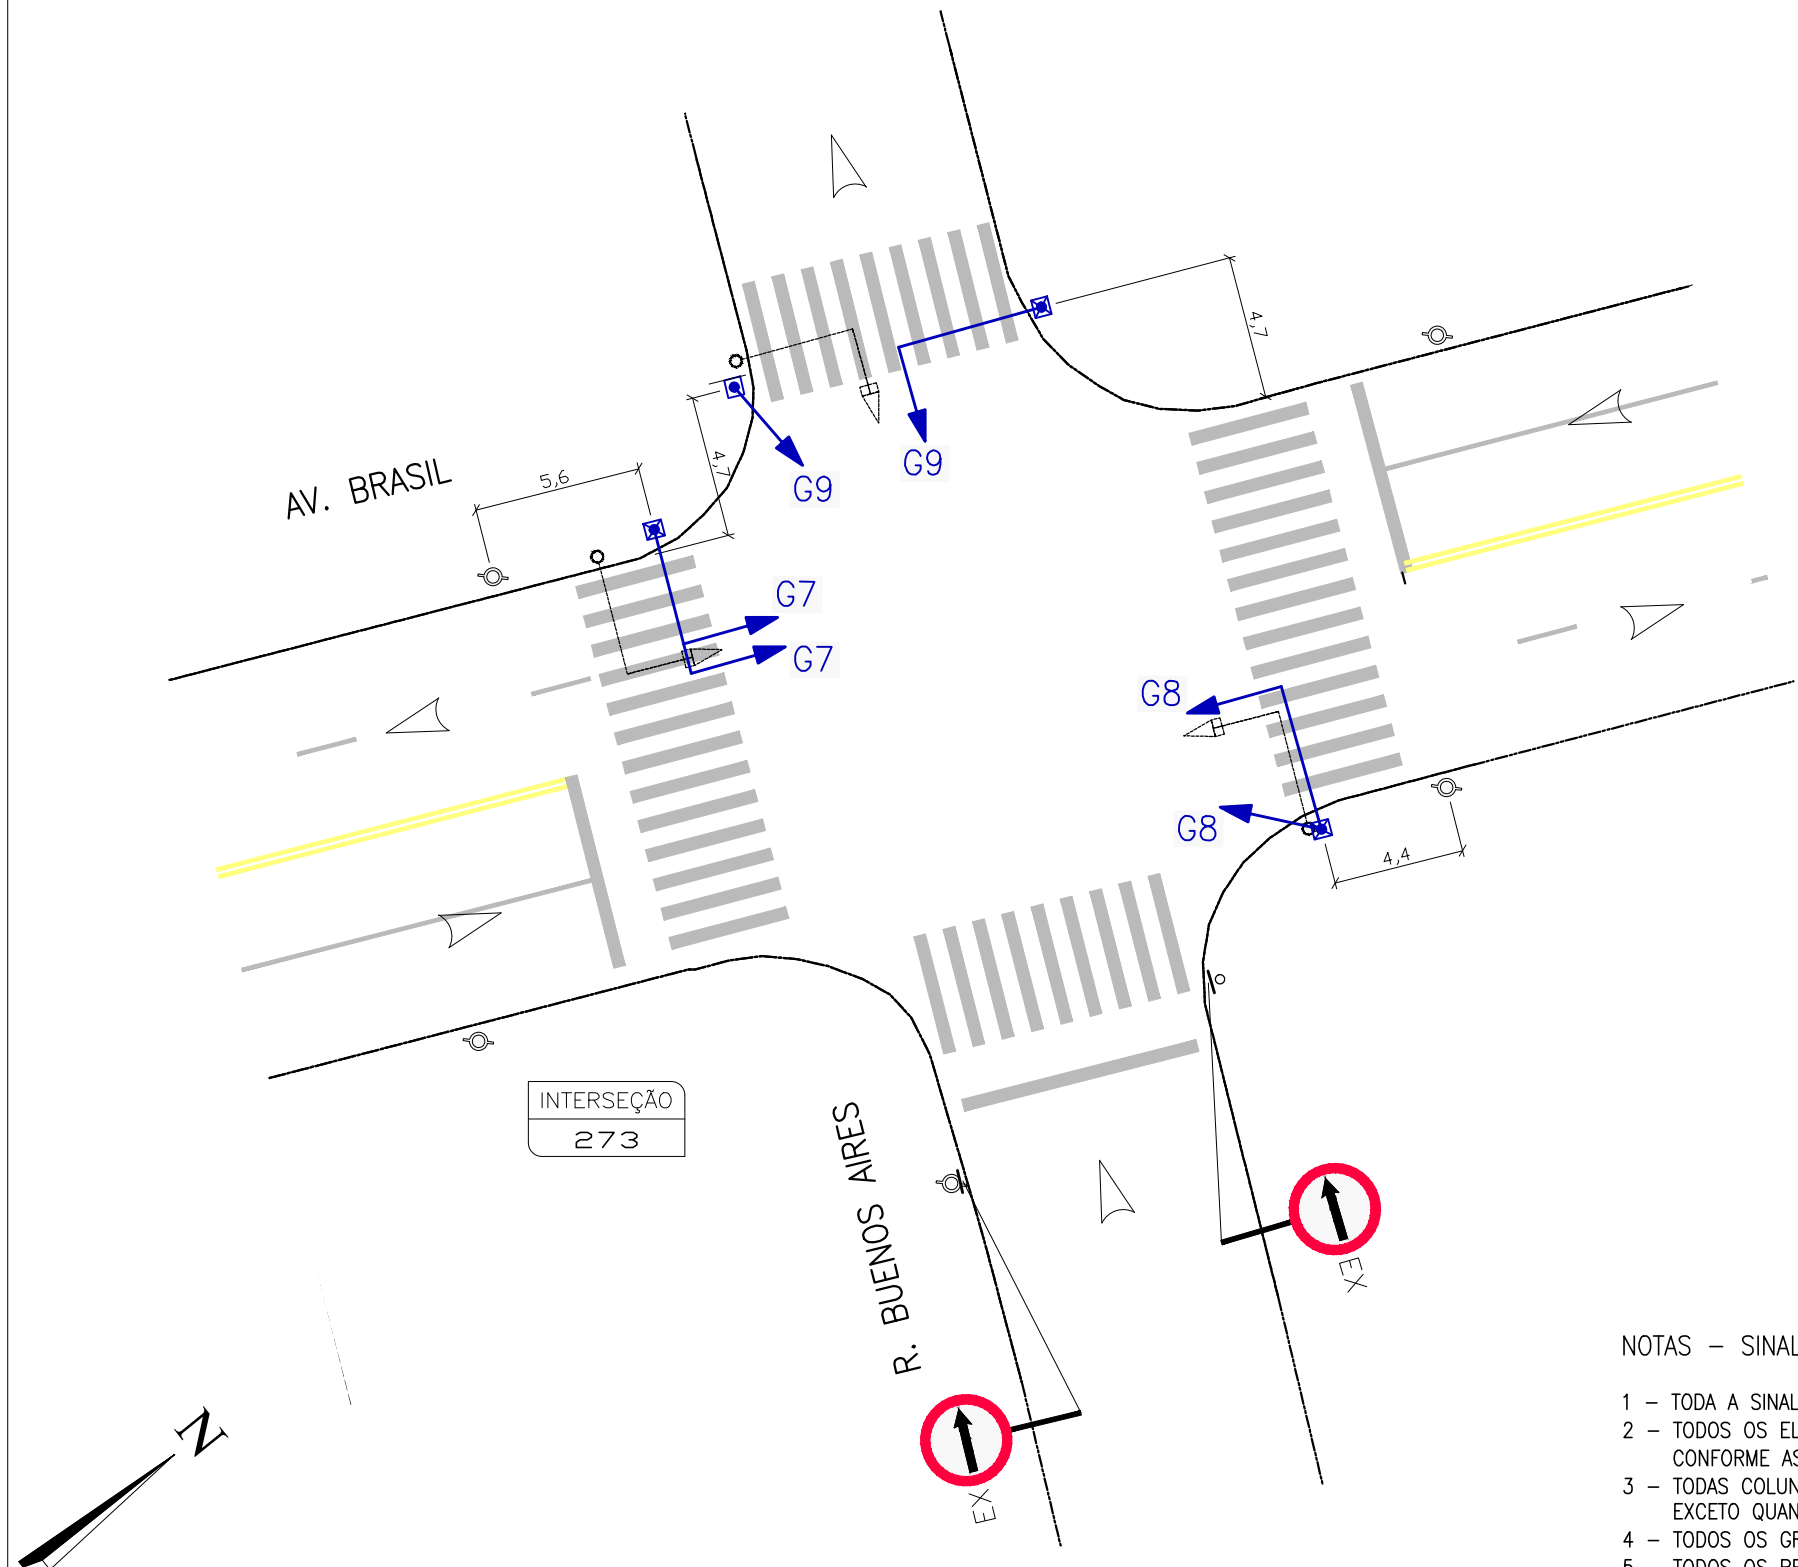 4,7
AV. BRASIL
5,6
4,7
G9
G9
G7
G7
G8
G8
4,4
INTERSEÇÃO
273
R. BUENOS AIRES
EX
EX
N
NOTAS – SINAL
1 – TODA A SINAL
2 – TODOS OS EL
CONFORME AS
3 – TODAS COLUN
EXCETO QUAN
4 – TODOS OS GR